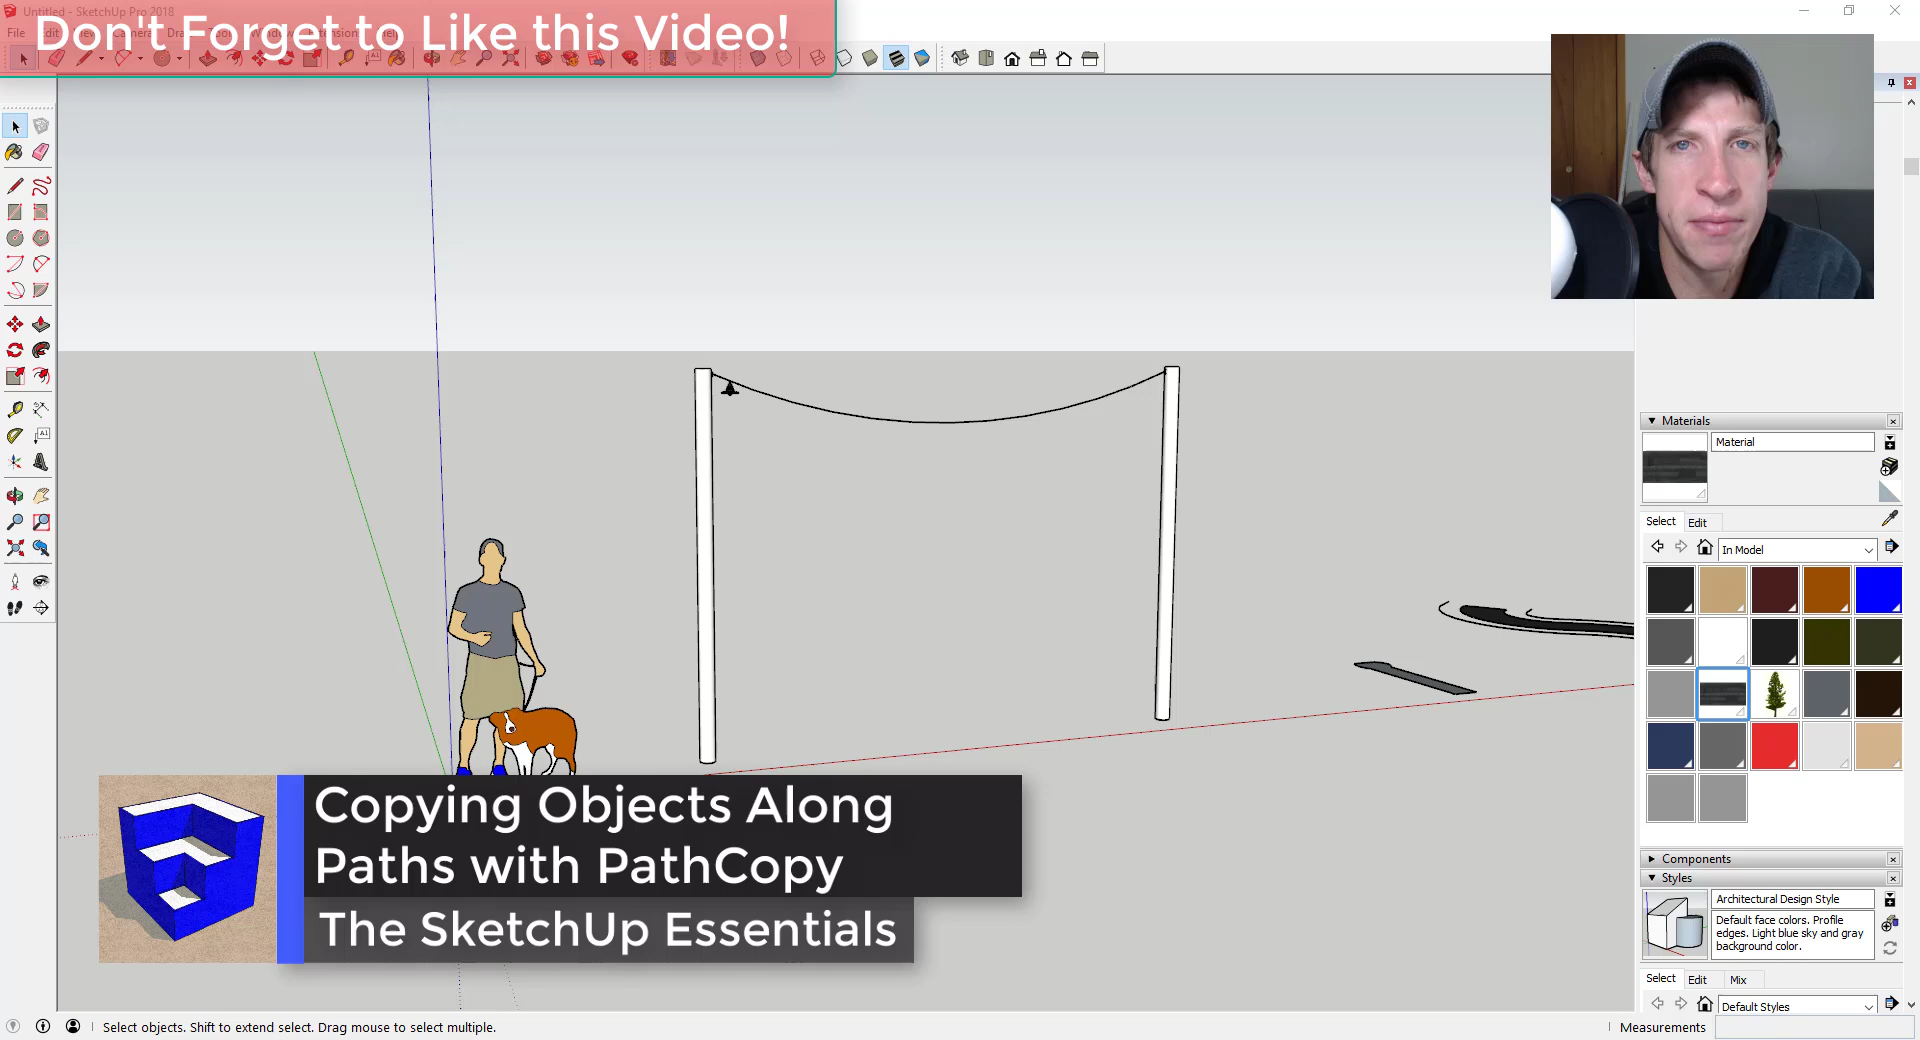 Untitled - SketchUp Pro 2018
Don't Forget to Like this Video!
File
Materials
Material
Select
Edit
In Model
Components
Styles
Architectural Design Style
Default face colors. Profile
edges. Light blue sky and gray
background color.
Select
Edit
Mix
Default Styles
Copying Objects Along
Paths with PathCopy
The SketchUp Essentials
Select objects. Shift to extend select. Drag mouse to select multiple.
Measurements